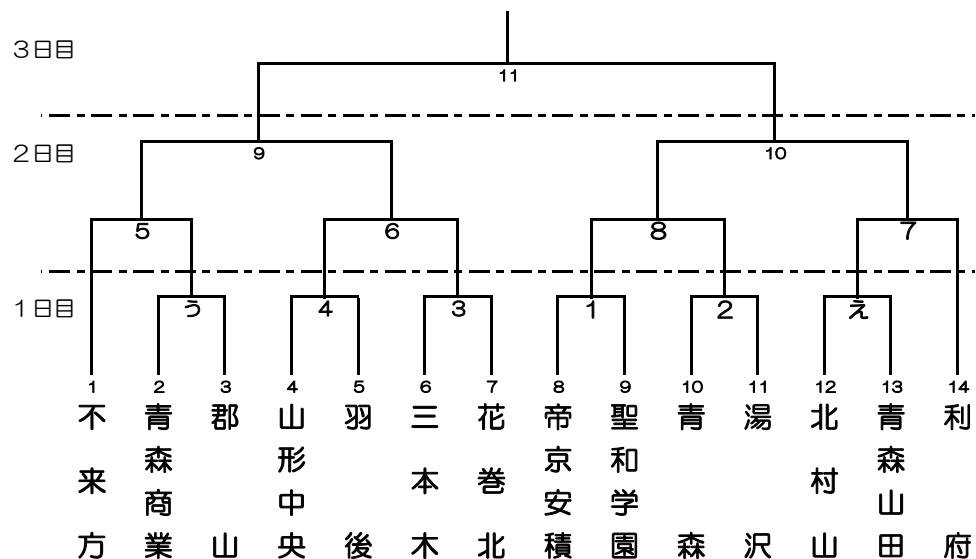 3日目
11
2日目
9
10
5
6
8
7
1日目
う
4
3
1
2
え
1
2
3
4
5
6
7
8
9
10
11
12
13
14
不来方
青森商業
郡山
山形中央
羽後
三本木
花巻北
帝京安積
聖和学園
青森
湯沢
北村山
青森山田
利府